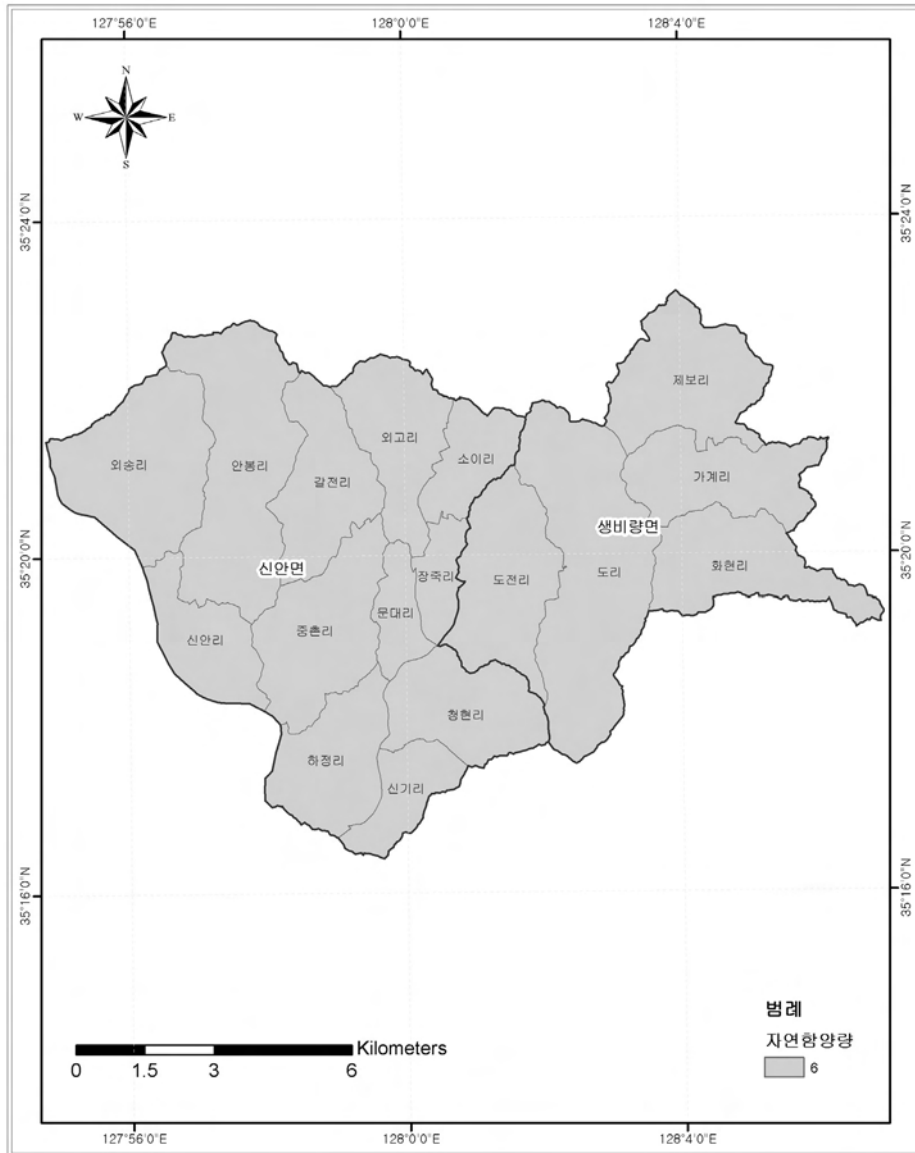 127°56'0"E
128°0'0"E
128°4'0"E
N
W
E
S
35°24'0"N
35°24'0"N
제보리
외고리
소이리
외송리
안봉리
갈전리
가계리
생비량면
35°20'0"N
35°20'0"N
신안면
장죽리
도전리
도리
화현리
문대리
신안리
중촌리
청현리
하정리
신기리
35°16'0"N
35°16'0"N
범례
자연함양량
6
Kilometers
0 1.5 3 6
127°56'0"E
128°0'0"E
128°4'0"E